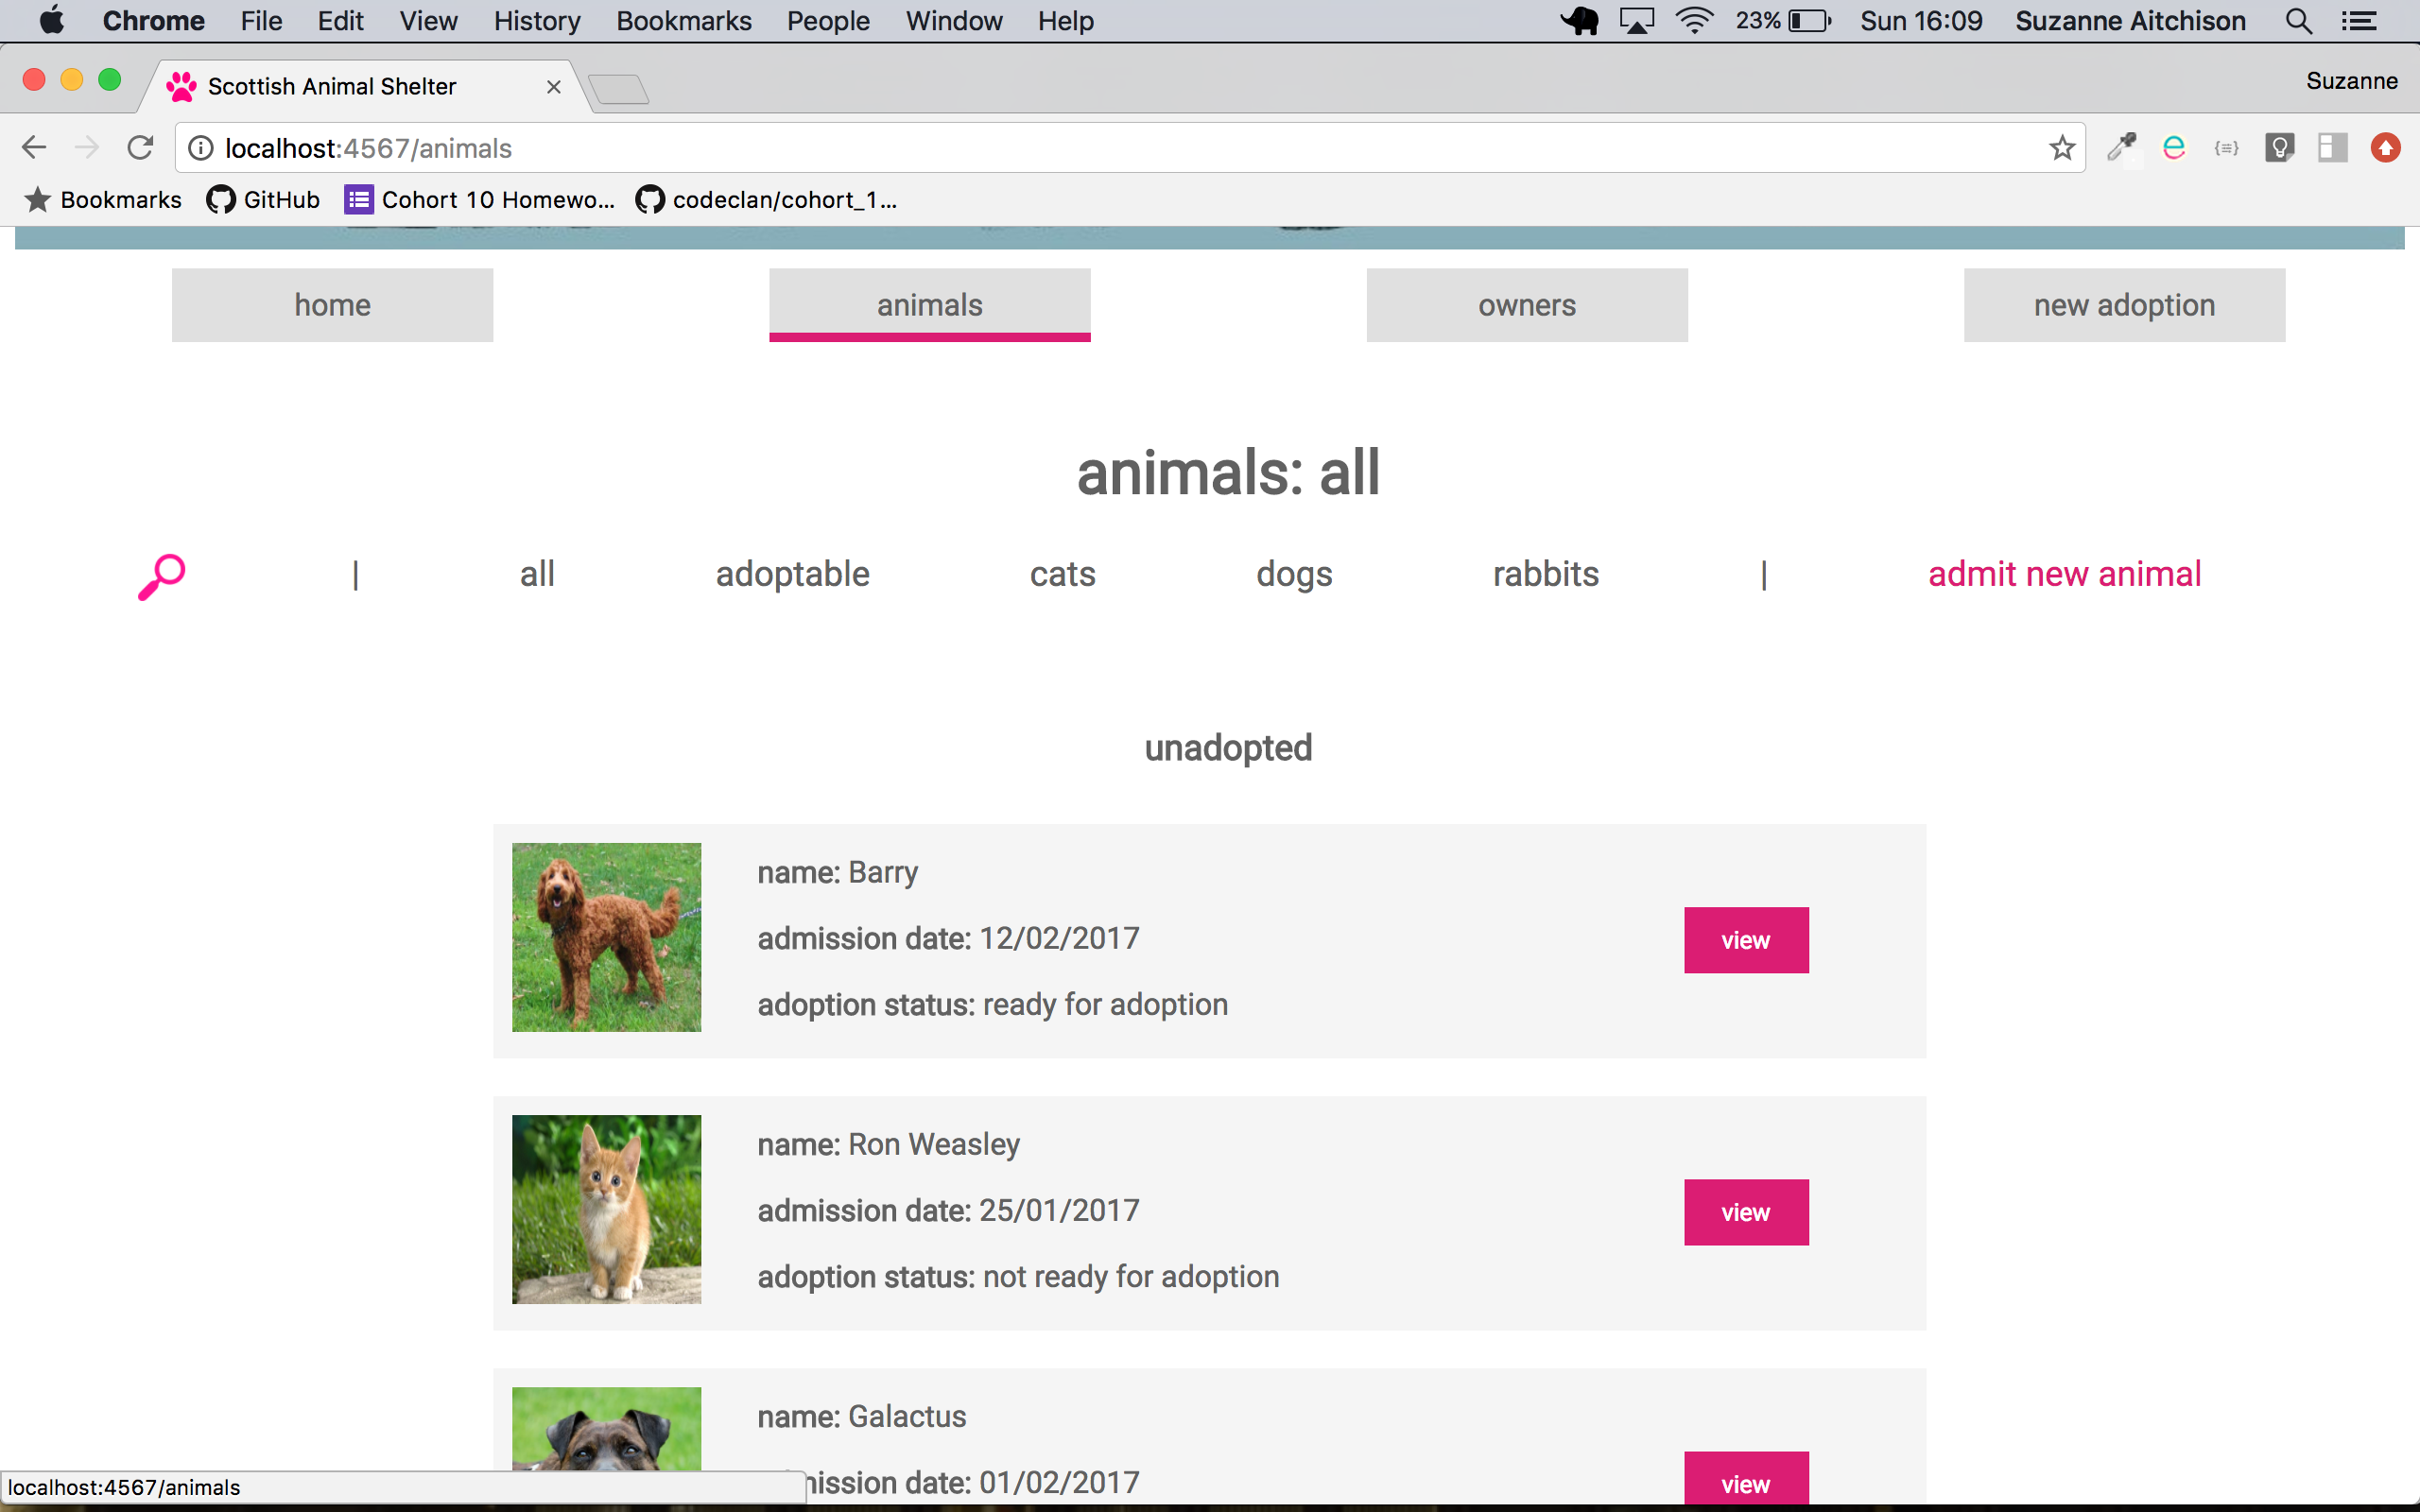 Chrome File Edit View History Bookmarks People Window Help 23% Sun 16:09 Suzanne Aitchison
Scottish Animal Shelter Suzanne
localhost:4567/animals
Bookmarks GitHub Cohort 10 Homewo... codeclan/cohort_1...
home animals owners new adoption
animals: all
| all adoptable cats dogs rabbits | admit new animal
unadopted
name: Barry
admission date: 12/02/2017
view
adoption status: ready for adoption
name: Ron Weasley
admission date: 25/01/2017
view
adoption status: not ready for adoption
name: Galactus
mission date: 01/02/2017
view
localhost:4567/animals